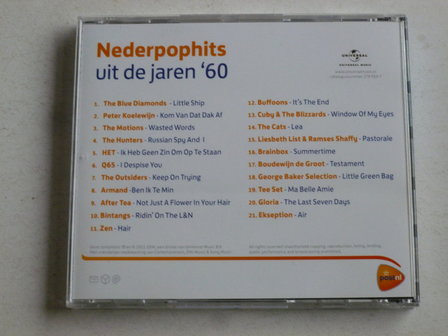 Nederpophits
uit de jaren '60
UNIVERSAL
UNIVERSAL MUSIC
1. The Blue Diamonds - Little Ship
2. Peter Koelewijn - Kom Van Dat Dak Af
3. The Motions - Wasted Words
4. The Hunters - Russian Spy And I
5. HET - Ik Heb Geen Zin Om Op Te Staan
6. Q65 - I Despise You
7. The Outsiders - Keep On Trying
8. Armand - Ben Ik Te Min
9. After Tea - Not Just A Flower In Your Hair
10. Bintangs - Ridin' On The L&N
11. Zen - Hair
12. Buffoons - It's The End
13. Cuby & The Blizzards - Window Of My Eyes
14. The Cats - Lea
15. Liesbeth List & Ramses Shaffy - Pastorale
16. Brainbox - Summertime
17. Boudewijn de Groot - Testament
18. George Baker Selection - Little Green Bag
19. Tee Set - Ma Belle Amie
20. Gloria - The Last Seven Days
21. Ekseption - Air